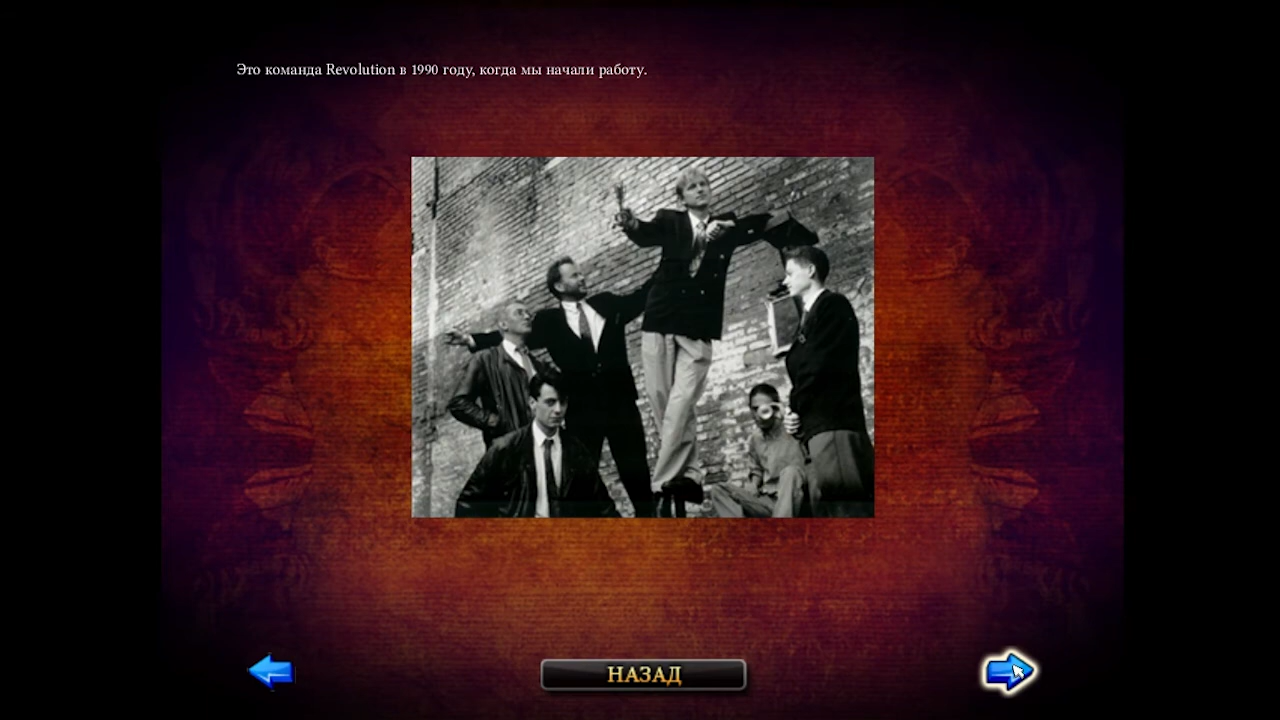 Это команда Revolution в 1990 году, когда мы начали работу.
НАЗАД